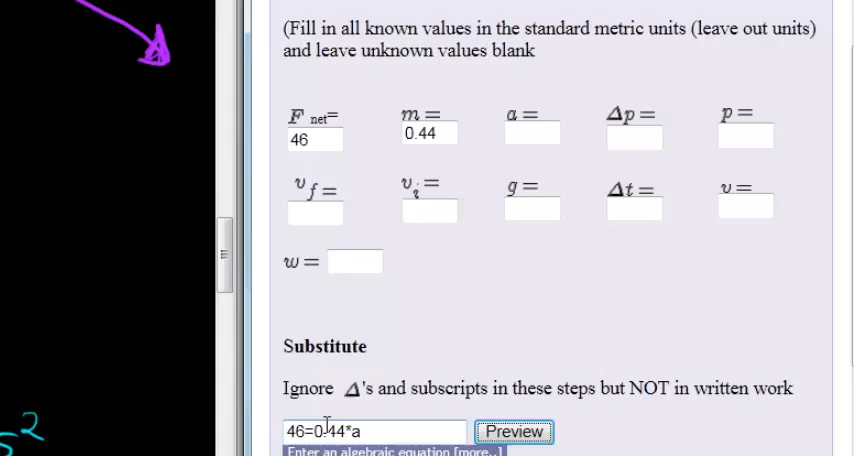 (Fill in all known values in the standard metric units (leave out units)
and leave unknown values blank
F net= m = a = Δp = p =
46 0.44
v f = v i = g = Δt = v =
w =
Substitute
Ignore Δ's and subscripts in these steps but NOT in written work
46=0.44*a Preview
Enter an algebraic equation [more..]
s 2